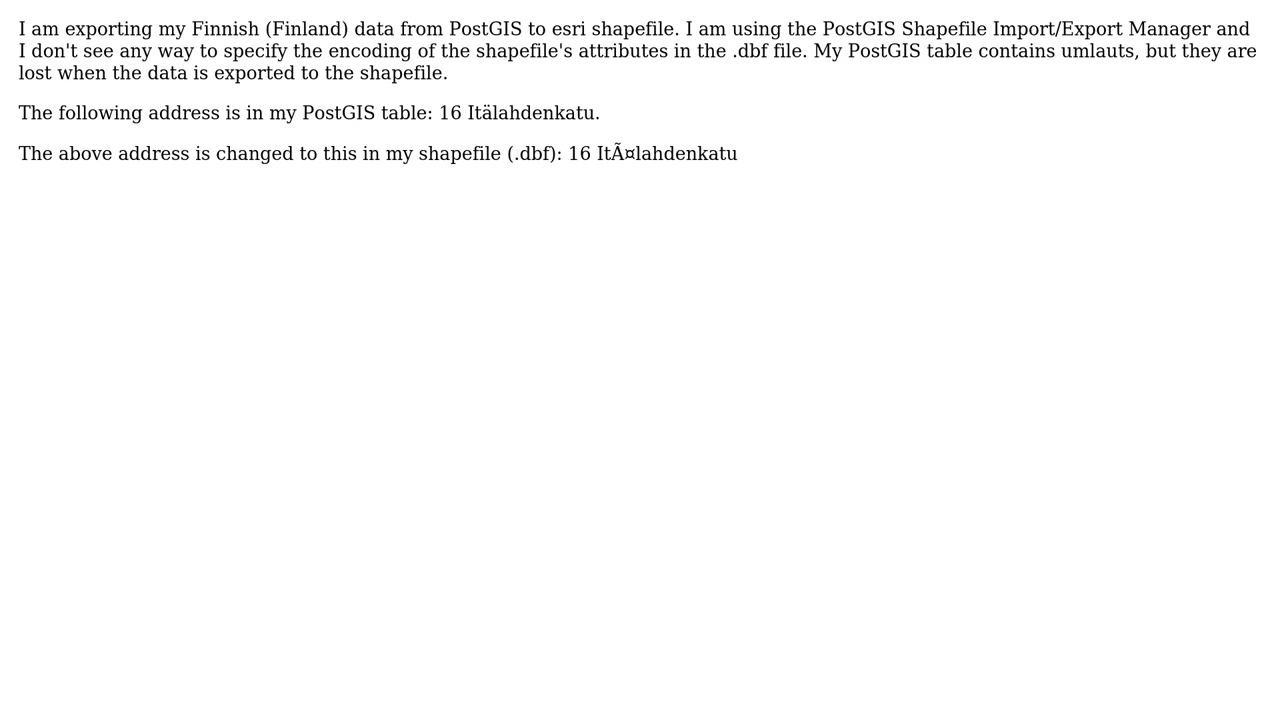 I am exporting my Finnish (Finland) data from PostGIS to esri shapefile. I am using the PostGIS Shapefile Import/Export Manager and
I don't see any way to specify the encoding of the shapefile's attributes in the .dbf file. My PostGIS table contains umlauts, but they are
lost when the data is exported to the shapefile.
The following address is in my PostGIS table: 16 Itälahdenkatu.
The above address is changed to this in my shapefile (.dbf): 16 ItÃ¤lahdenkatu